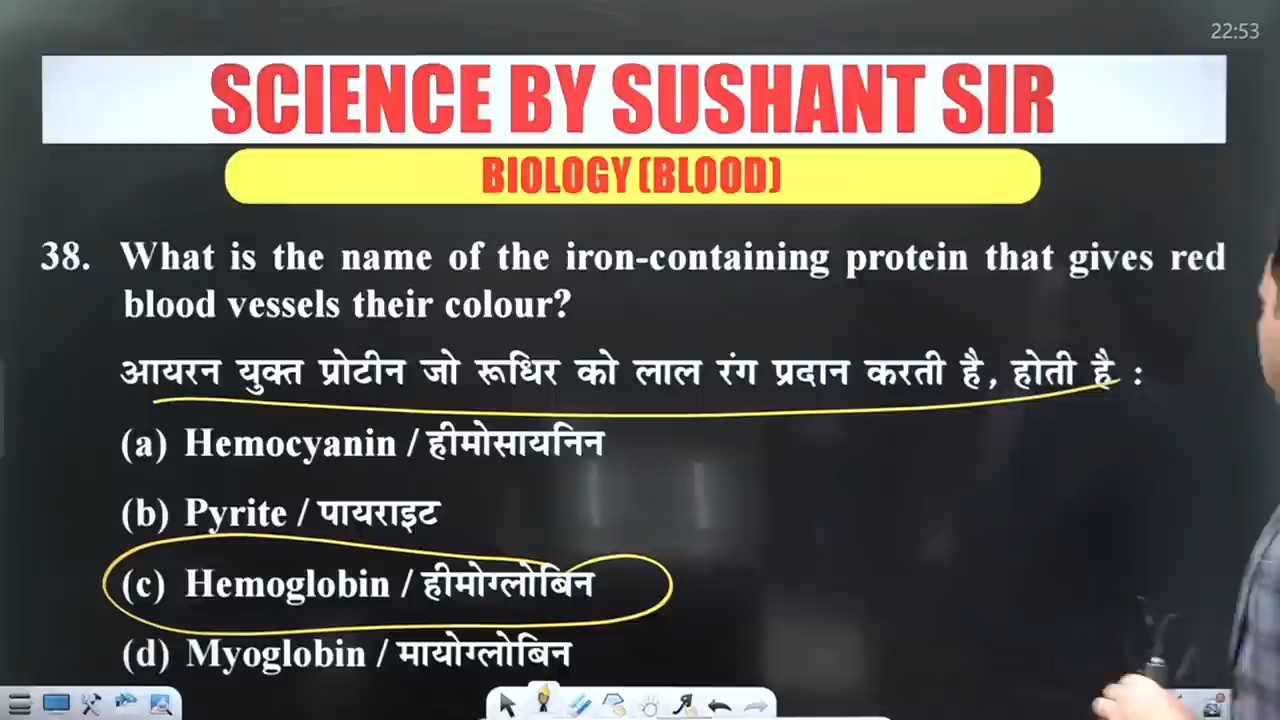 22:53
SCIENCE BY SUSHANT SIR
BIOLOGY (BLOOD)
38. What is the name of the iron-containing protein that gives red
blood vessels their colour?
आयरन युक्त प्रोटीन जो रूधिर को लाल रंग प्रदान करती है, होती है :
(a) Hemocyanin / हीमोसायनिन
(b) Pyrite / पायराइट
(c) Hemoglobin / हीमोग्लोबिन
(d) Myoglobin / मायोग्लोबिन